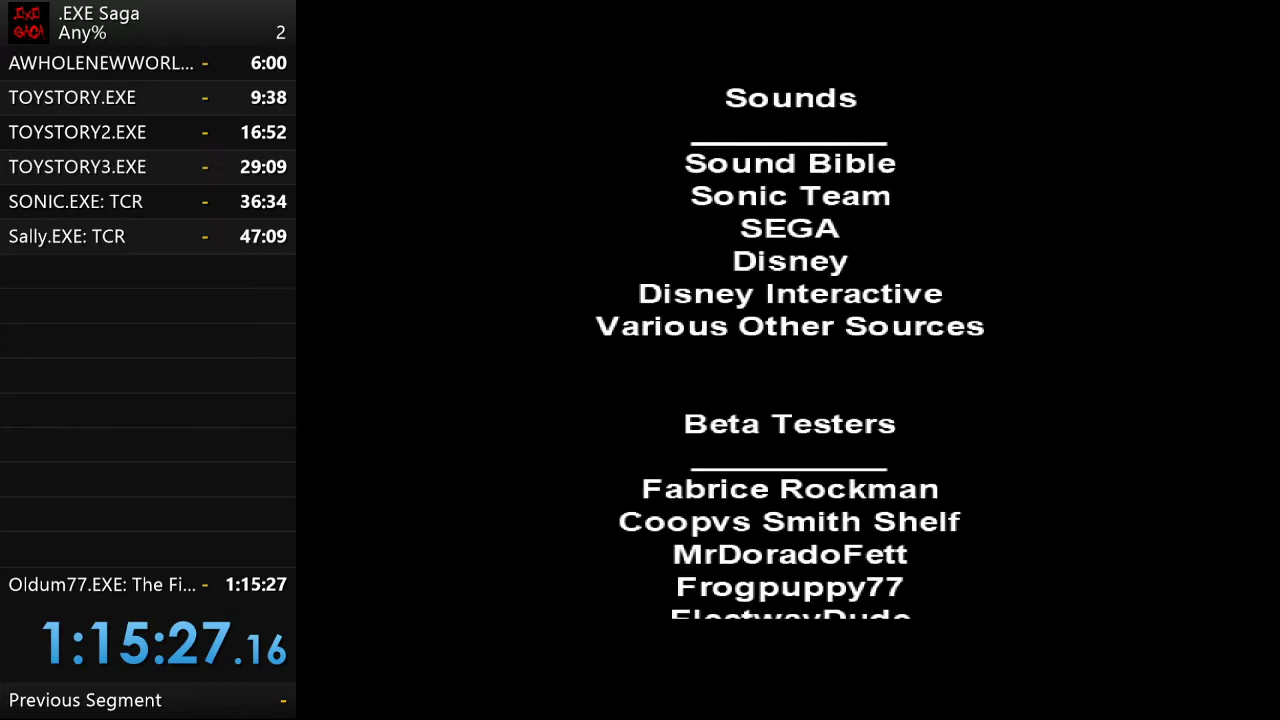 .EXE SAGA
.EXE Saga
Any% 2
AWHOLENEWWORL... - 6:00
TOYSTORY.EXE - 9:38
TOYSTORY2.EXE - 16:52
TOYSTORY3.EXE - 29:09
SONIC.EXE: TCR - 36:34
Sally.EXE: TCR - 47:09
Oldum77.EXE: The Fi... - 1:15:27
1:15:27.16
Previous Segment -
Sounds
Sound Bible
Sonic Team
SEGA
Disney
Disney Interactive
Various Other Sources
Beta Testers
Fabrice Rockman
Coopvs Smith Shelf
MrDoradoFett
Frogpuppy77